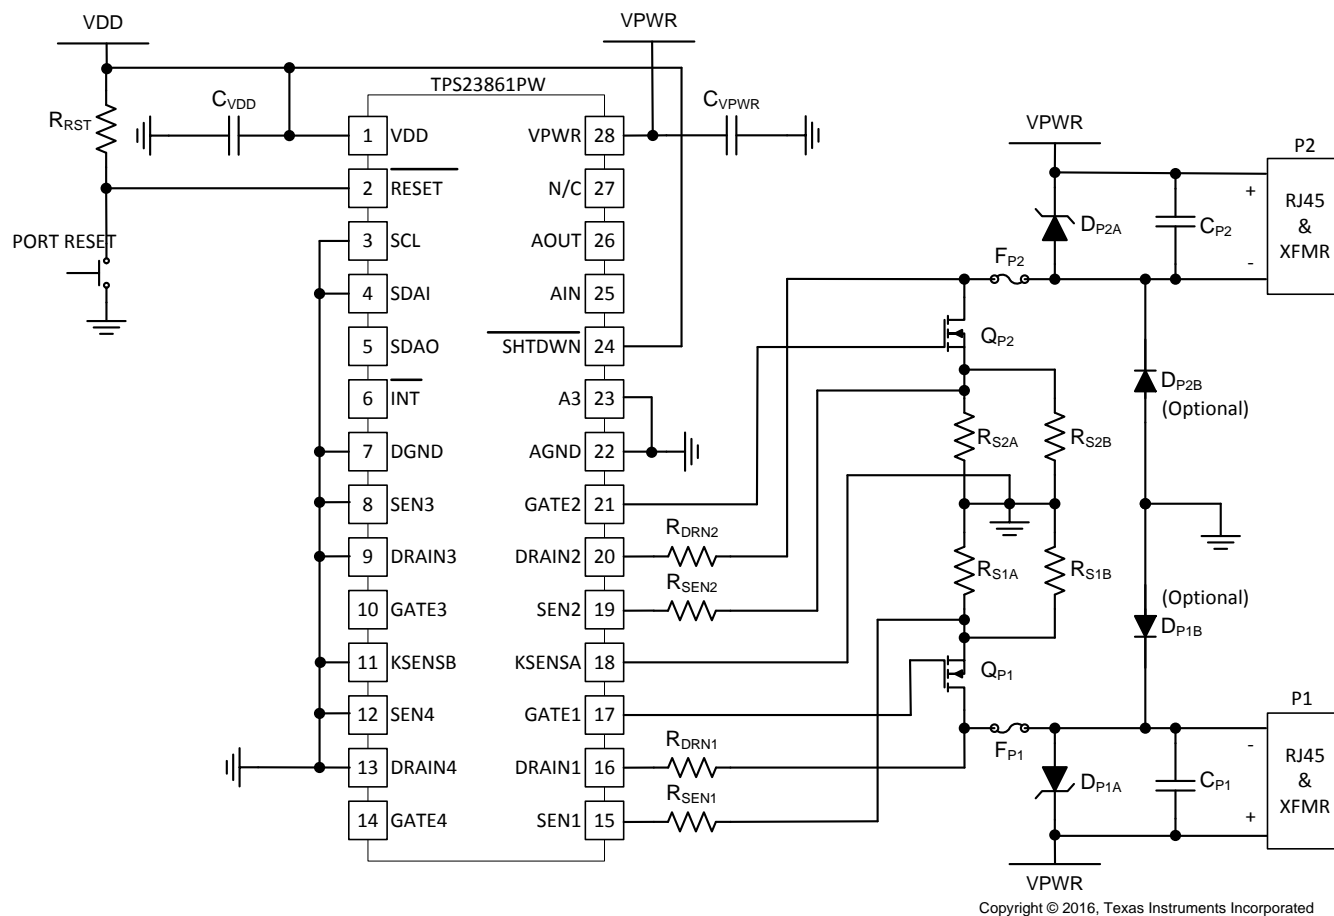 VDD
VPWR
TPS23861PW
C_VDD
C_VPWR
R_RST
1 VDD
VPWR 28
2 RESET
N/C 27
PORT RESET
3 SCL
AOUT 26
4 SDAI
AIN 25
5 SDAO
SHTDWN 24
6 INT
A3 23
7 DGND
AGND 22
8 SEN3
GATE2 21
9 DRAIN3
DRAIN2 20
10 GATE3
SEN2 19
11 KSENSB
KSENSA 18
12 SEN4
GATE1 17
13 DRAIN4
DRAIN1 16
14 GATE4
SEN1 15
R_DRN2
R_SEN2
R_DRN1
R_SEN1
VPWR
P2
+
RJ45
&
XFMR
-
D_P2A
C_P2
F_P2
Q_P2
D_P2B
(Optional)
R_S2A
R_S2B
R_S1A
R_S1B
(Optional)
D_P1B
Q_P1
F_P1
P1
-
RJ45
&
XFMR
+
D_P1A
C_P1
VPWR
Copyright © 2016, Texas Instruments Incorporated